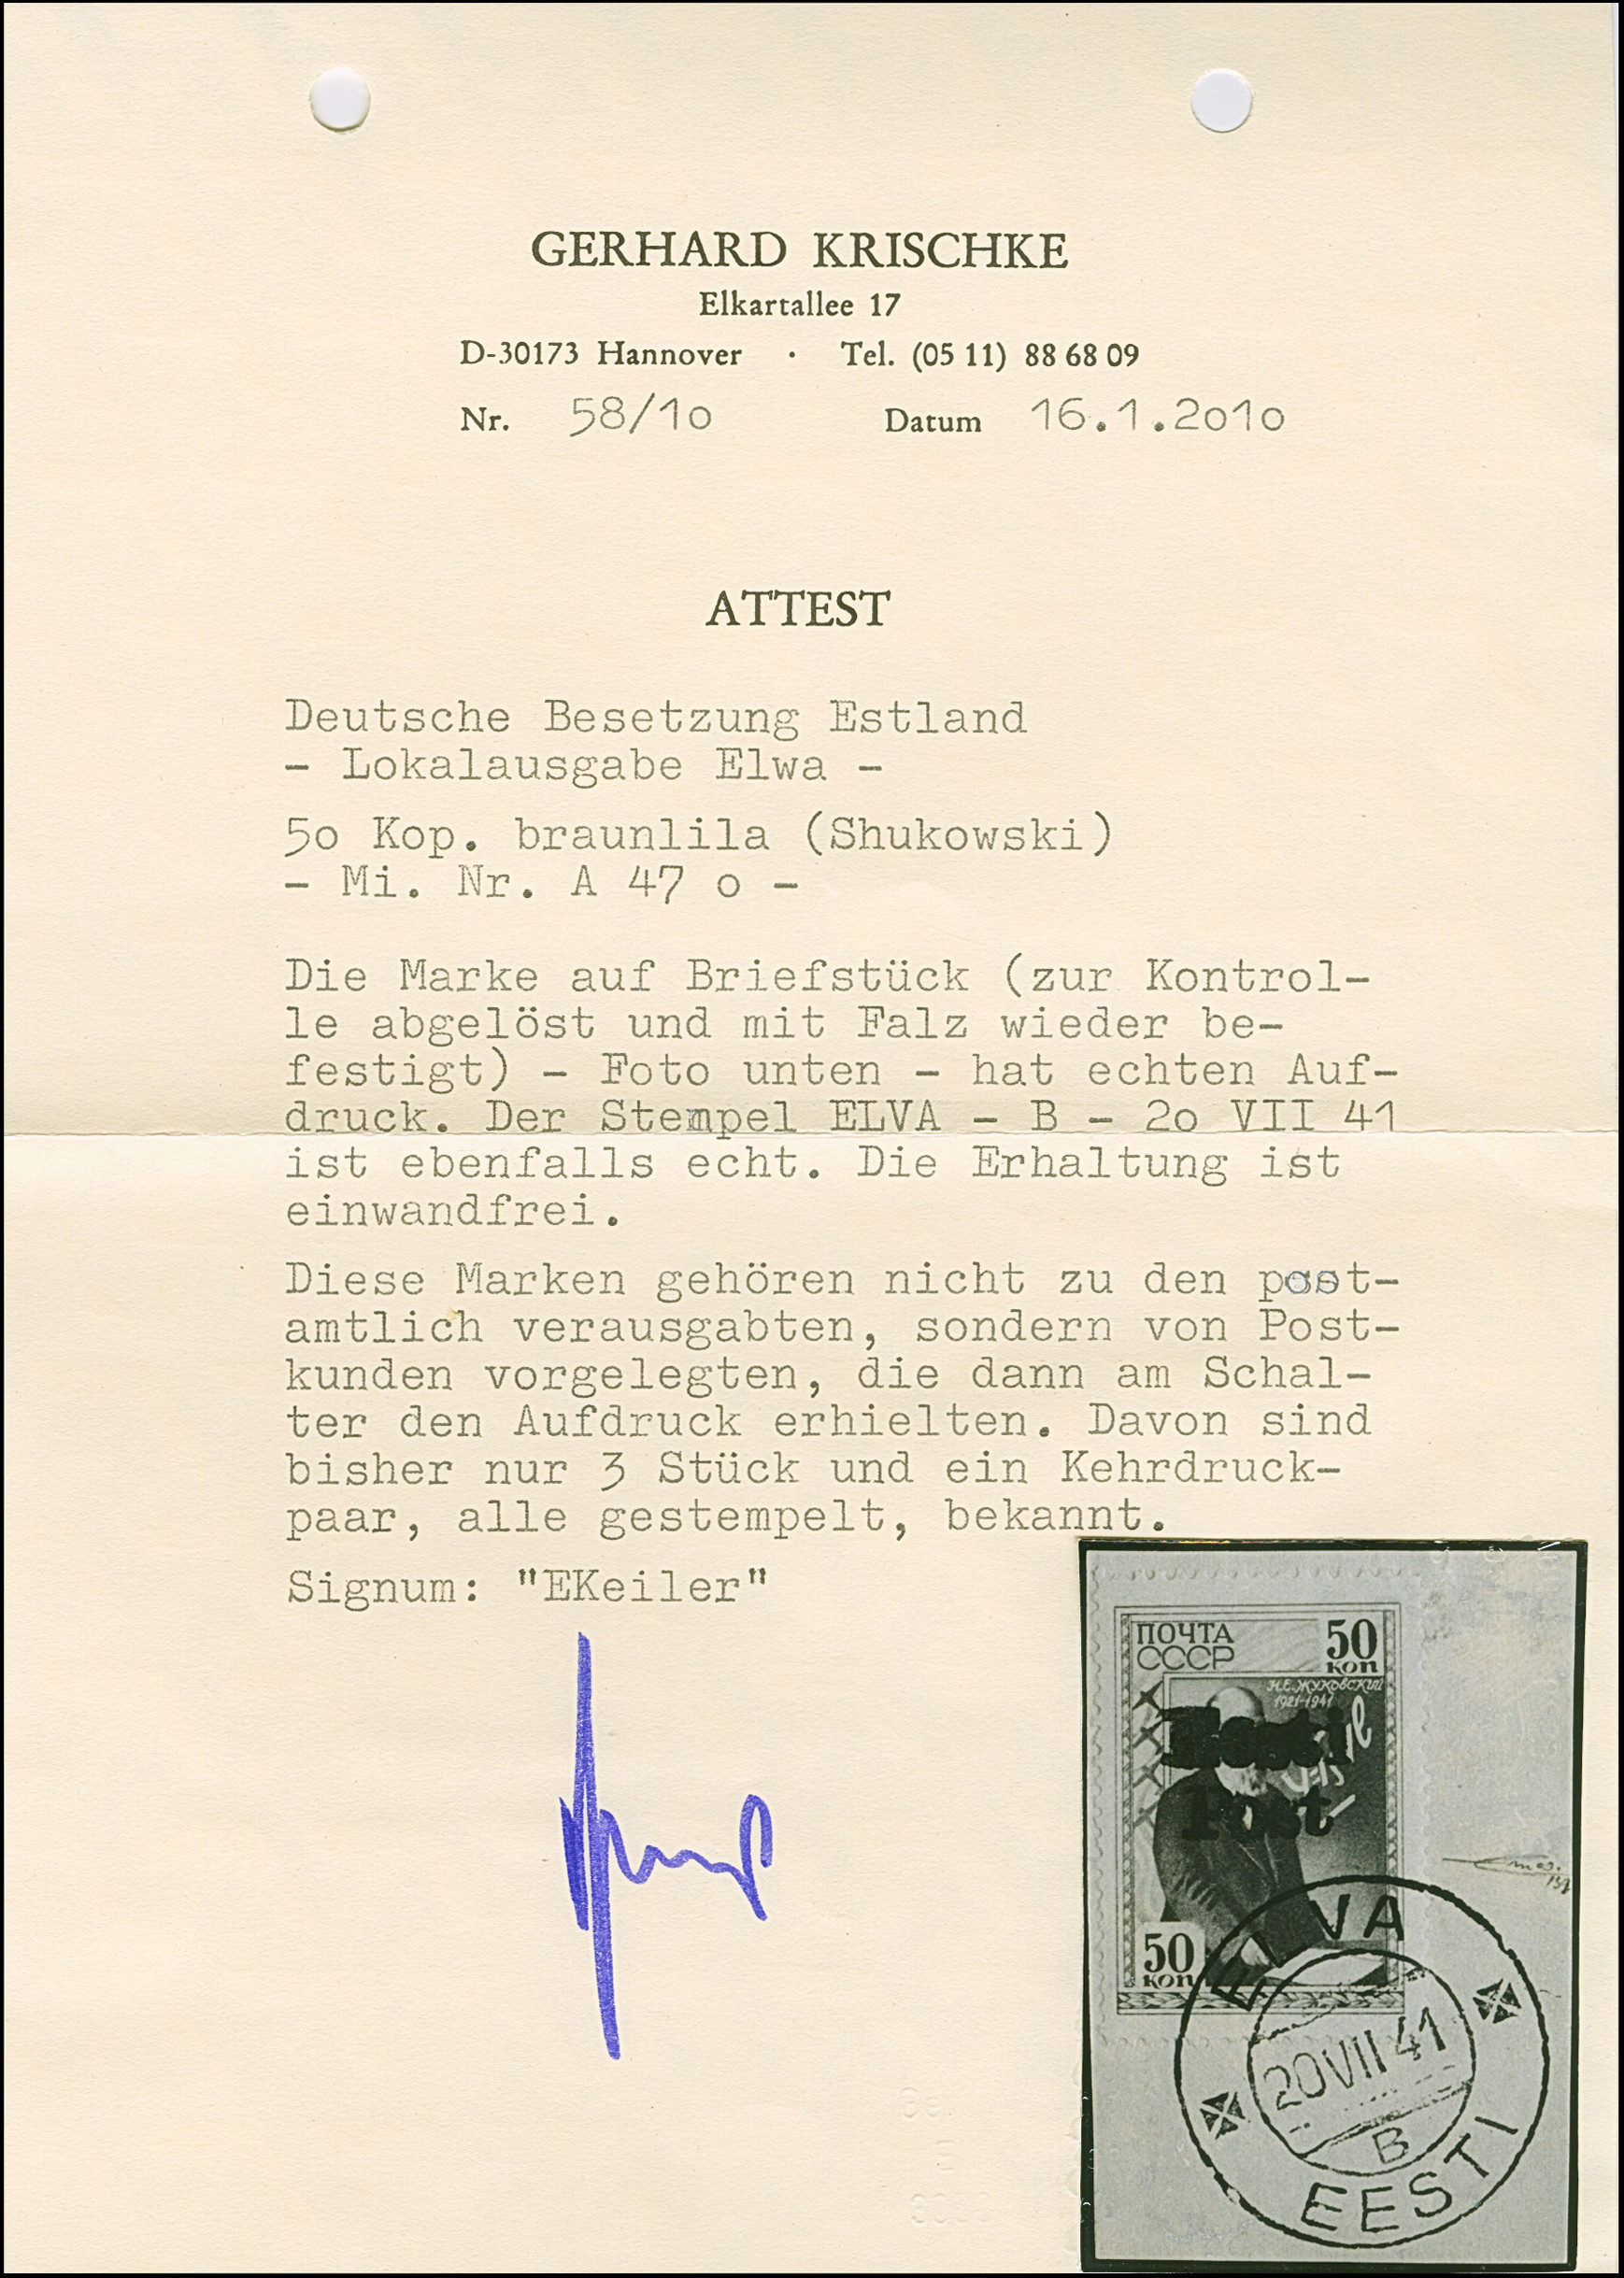 GERHARD KRISCHKE
Elkartallee 17
D-30173 Hannover · Tel. (05 11) 88 68 09
Nr. 58/1o Datum 16.1.2o1o
ATTEST
Deutsche Besetzung Estland
- Lokalausgabe Elwa -
5o Kop. braunlila (Shukowski)
- Mi. Nr. A 47 o -
Die Marke auf Briefstück (zur Kontrol-
le abgelöst und mit Falz wieder be-
festigt) - Foto unten - hat echten Auf-
druck. Der Stempel ELVA - B - 2o VII 41
ist ebenfalls echt. Die Erhaltung ist
einwandfrei.
Diese Marken gehören nicht zu den post-
amtlich verausgabten, sondern von Post-
kunden vorgelegten, die dann am Schal-
ter den Aufdruck erhielten. Davon sind
bisher nur 3 Stück und ein Kehrdruck-
paar, alle gestempelt, bekannt.
Signum: "EKeiler"
ПОЧТА 50
СССР коп
Н.Е.ЖУКОВСКИЙ
1921-1941
Eesti
Post
50
коп
ELVA
20 VII 41
B
EESTI